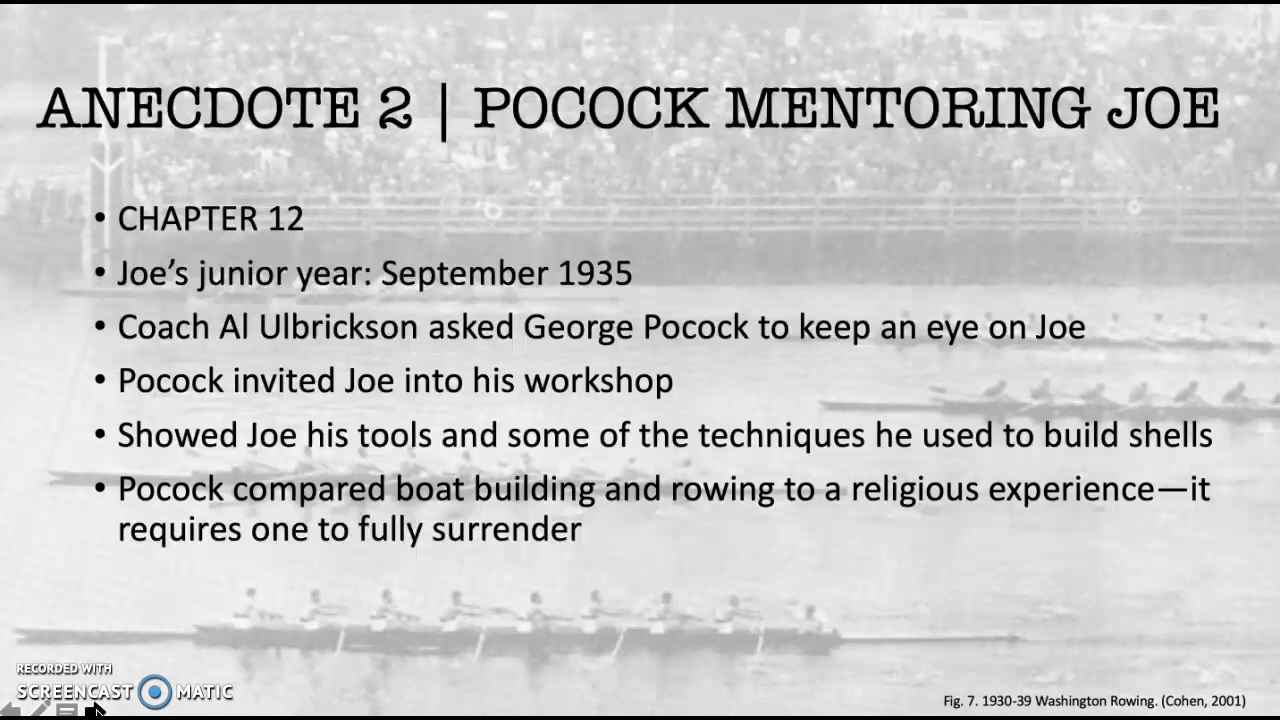 ANECDOTE 2 | POCOCK MENTORING JOE
• CHAPTER 12
• Joe’s junior year: September 1935
• Coach Al Ulbrickson asked George Pocock to keep an eye on Joe
• Pocock invited Joe into his workshop
• Showed Joe his tools and some of the techniques he used to build shells
• Pocock compared boat building and rowing to a religious experience—it
requires one to fully surrender
RECORDED WITH
SCREENCAST MATIC
Fig. 7. 1930-39 Washington Rowing. (Cohen, 2001)